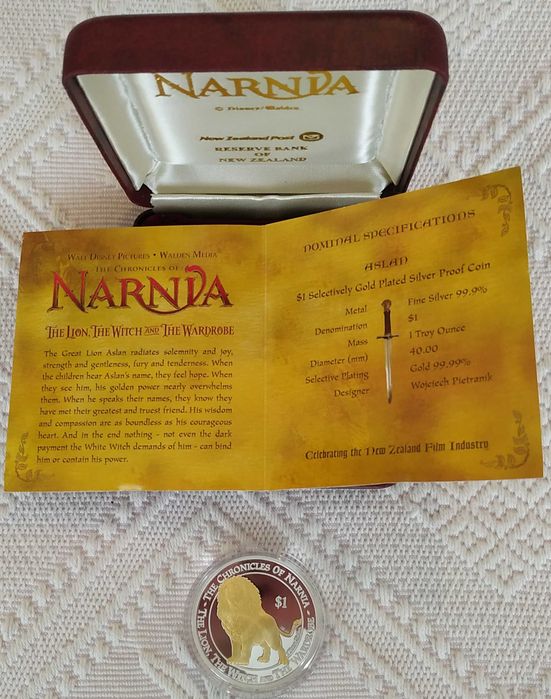 NARNIA
© Disney/Walden
New Zealand Post
RESERVE BANK
OF
NEW ZEALAND
WALT DISNEY PICTURES • WALDEN MEDIA
THE CHRONICLES OF
NARNIA
THE LION, THE WITCH AND THE WARDROBE
The Great Lion Aslan radiates solemnity and joy,
strength and gentleness, fury and tenderness. When
the children hear Aslan's name, they feel hope. When
they see him, his golden power nearly overwhelms
them. When he speaks their names, they know they
have met their greatest and truest friend. His wisdom
and compassion are as boundless as his courageous
heart. And in the end nothing - not even the dark
payment the White Witch demands of him - can bind
him or contain his power.
NOMINAL SPECIFICATIONS
ASLAN
$1 Selectively Gold Plated Silver Proof Coin
Metal Fine Silver 99.9%
Denomination $1
Mass 1 Troy Ounce
Diameter (mm) 40.00
Selective Plating Gold 99.99%
Designer Wojciech Pietranik
Celebrating the New Zealand Film Industry
THE CHRONICLES OF NARNIA
$1
THE LION, THE WITCH AND THE WARDROBE